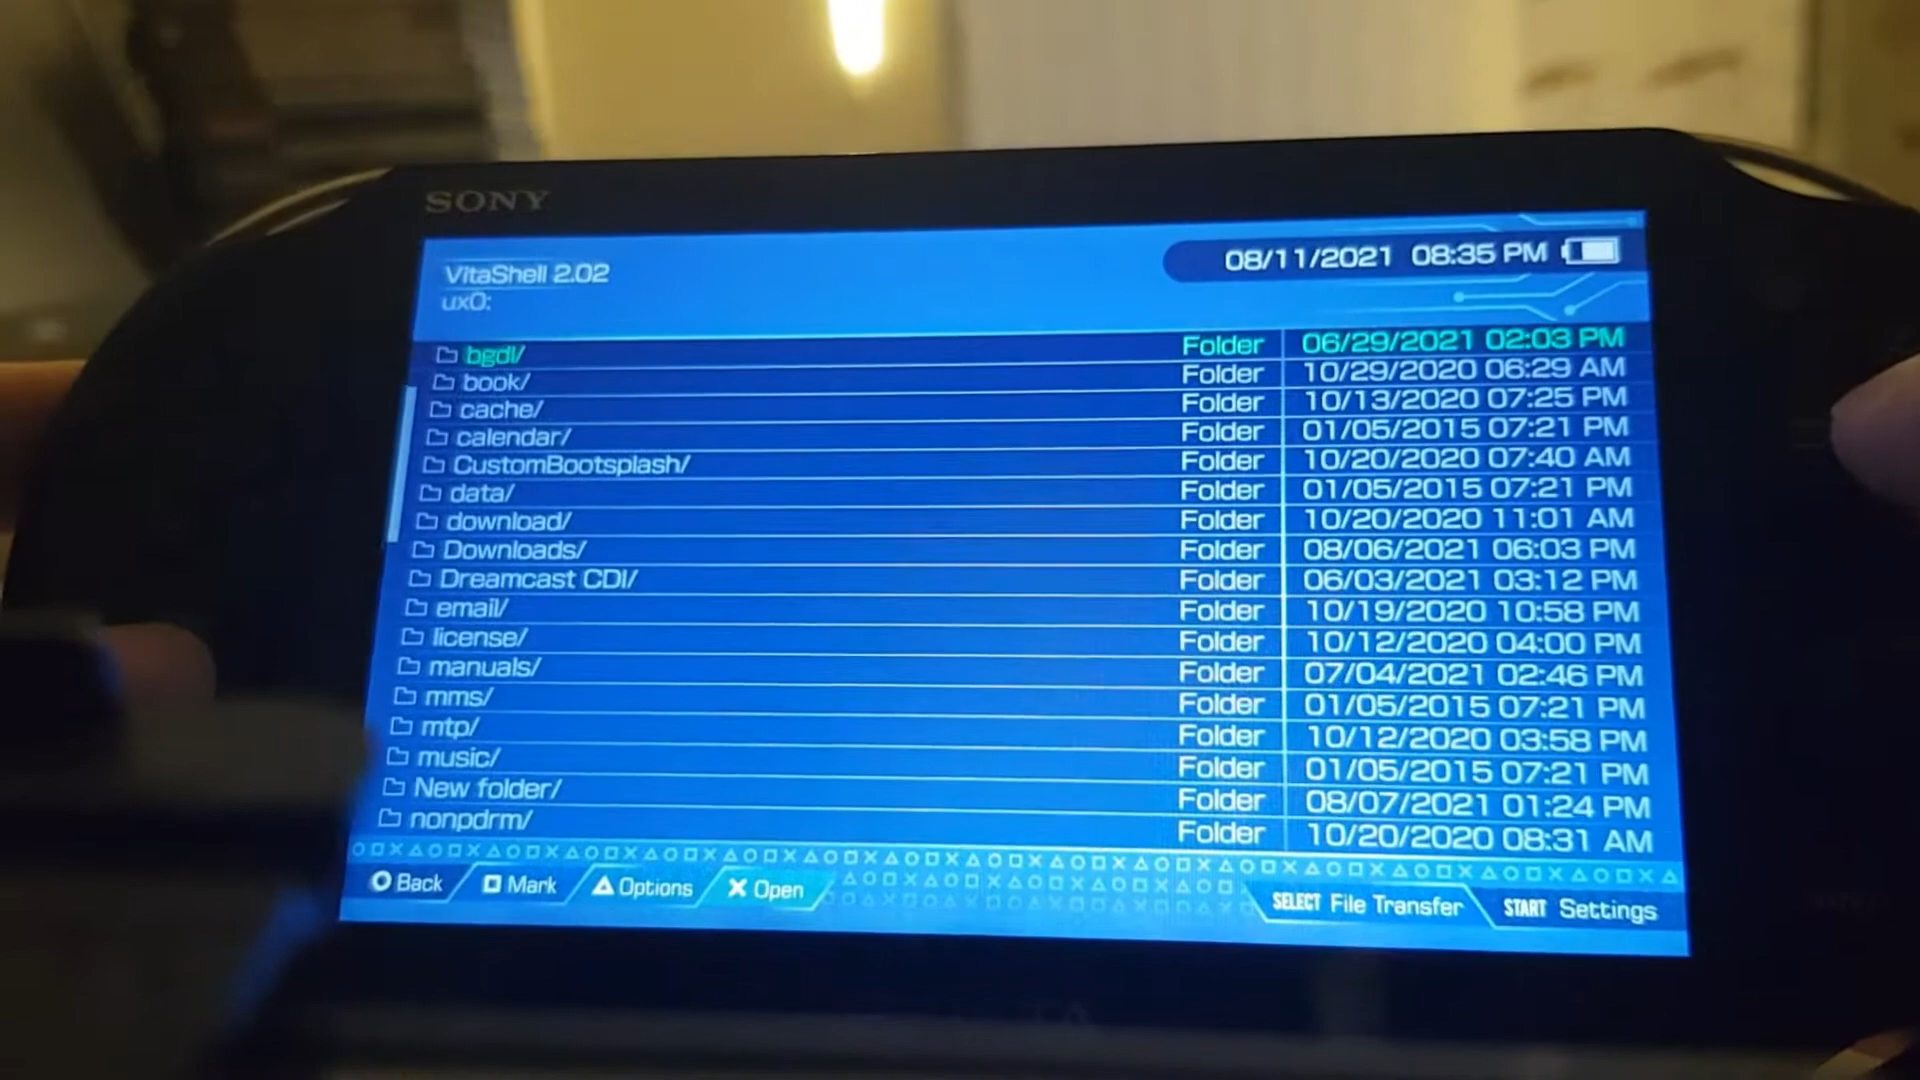 SONY
VitaShell 2.02
08/11/2021 08:35 PM
ux0:
bgdl/ Folder 06/29/2021 02:03 PM
book/ Folder 10/29/2020 06:29 AM
cache/ Folder 10/13/2020 07:25 PM
calendar/ Folder 01/05/2015 07:21 PM
CustomBootsplash/ Folder 10/20/2020 07:40 AM
data/ Folder 01/05/2015 07:21 PM
download/ Folder 10/20/2020 11:01 AM
Downloads/ Folder 08/06/2021 06:03 PM
Dreamcast CDI/ Folder 06/03/2021 03:12 PM
email/ Folder 10/19/2020 10:58 PM
license/ Folder 10/12/2020 04:00 PM
manuals/ Folder 07/04/2021 02:46 PM
mms/ Folder 01/05/2015 07:21 PM
mtp/ Folder 10/12/2020 03:58 PM
music/ Folder 01/05/2015 07:21 PM
New folder/ Folder 08/07/2021 01:24 PM
nonpdrm/ Folder 10/20/2020 08:31 AM
Back Mark Options Open SELECT File Transfer START Settings